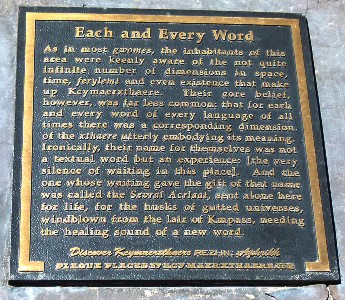 Each and Every Word
As in most gwomes, the inhabitants of this
area were keenly aware of the not quite
infinite number of dimensions in space,
time, ferylemt and even existence that make
up Kcymaerxthaere. Their core belief,
however, was far less common: that for each
and every word of every language of all
times there was a corresponding dimension
of the xthaere utterly embodying its meaning.
Ironically, their name for themselves was not
a textual word but an experience: [the very
silence of waiting in this place]. And the
one whose waiting gave the gift of that name
was called the Acrland, sent alone here
for life, for the husks of gutted universes,
windblown from the lair of Kmpass, needing
the healing sound of a new word.
Discover Kcymaerxthaere